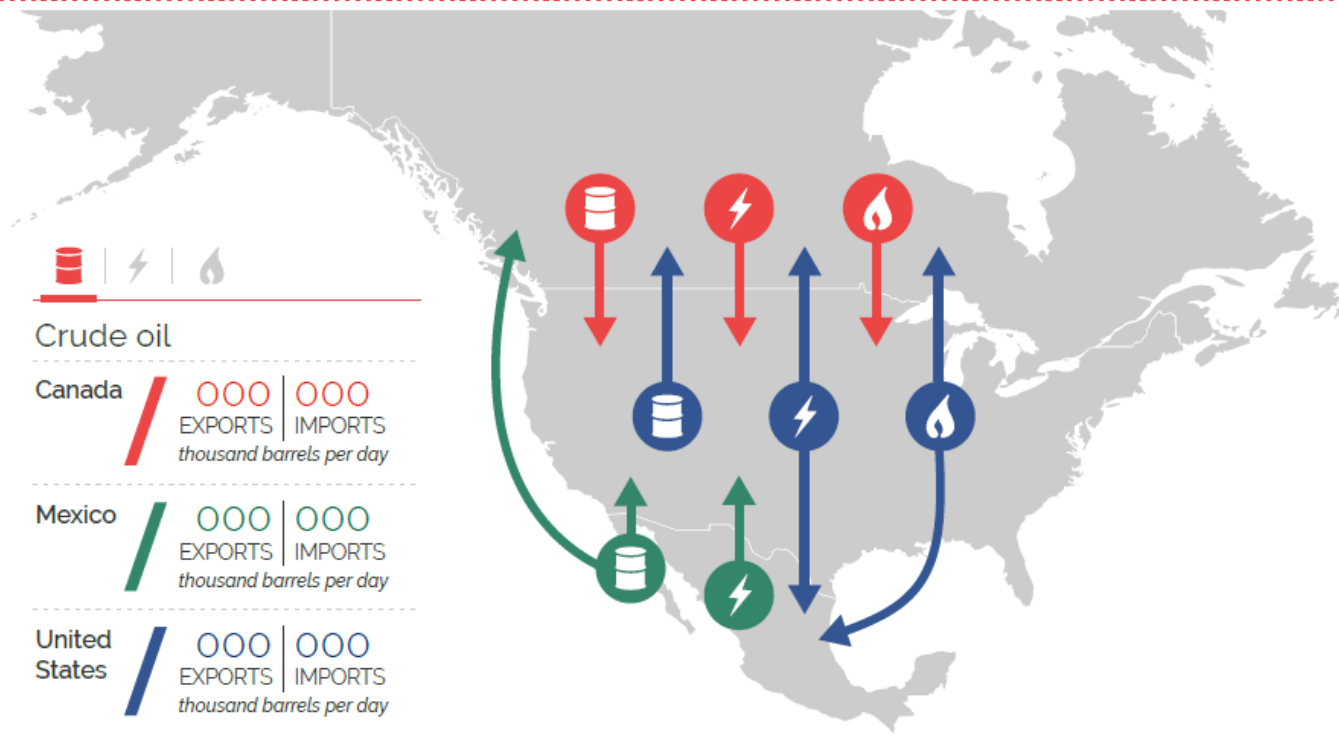 Crude oil
Canada
000 000
EXPORTS IMPORTS
thousand barrels per day
Mexico
000 000
EXPORTS IMPORTS
thousand barrels per day
United
States
000 000
EXPORTS IMPORTS
thousand barrels per day